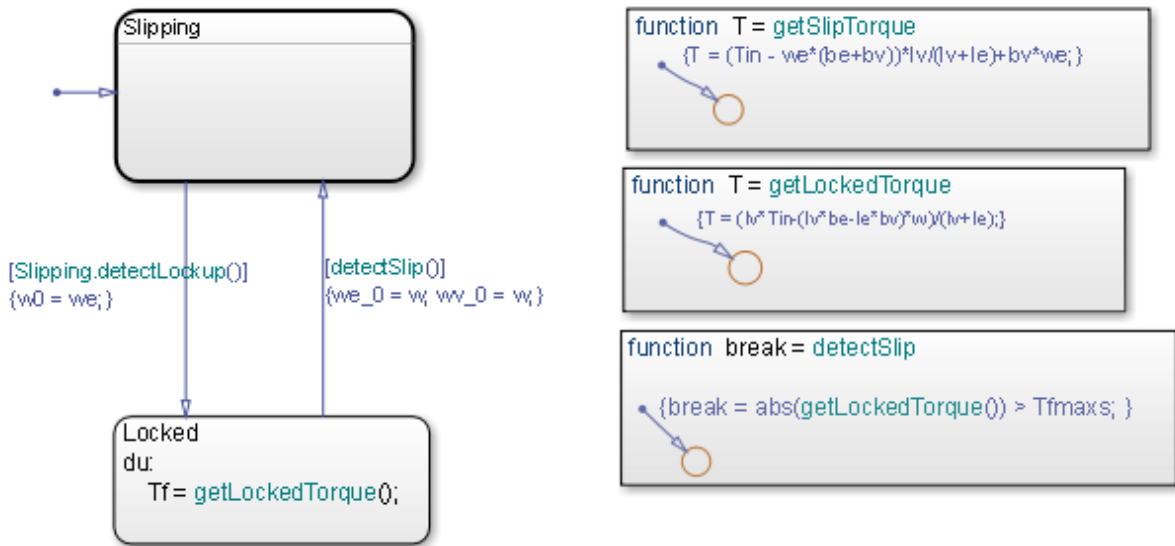 Slipping
[Slipping.detectLockup()]
{w0 = we; }
[detectSlip()]
{we_0 = w; wv_0 = w; }
Locked
du:
Tf = getLockedTorque();
function T = getSlipTorque
{T = (Tin - we*(be+bv))*Iv/(Iv+Ie)+bv*we; }
function T = getLockedTorque
{T = (Iv*Tin-(Iv*be-Ie*bv)*w)/(Iv+Ie);}
function break = detectSlip
{break = abs(getLockedTorque()) > Tfmaxs; }